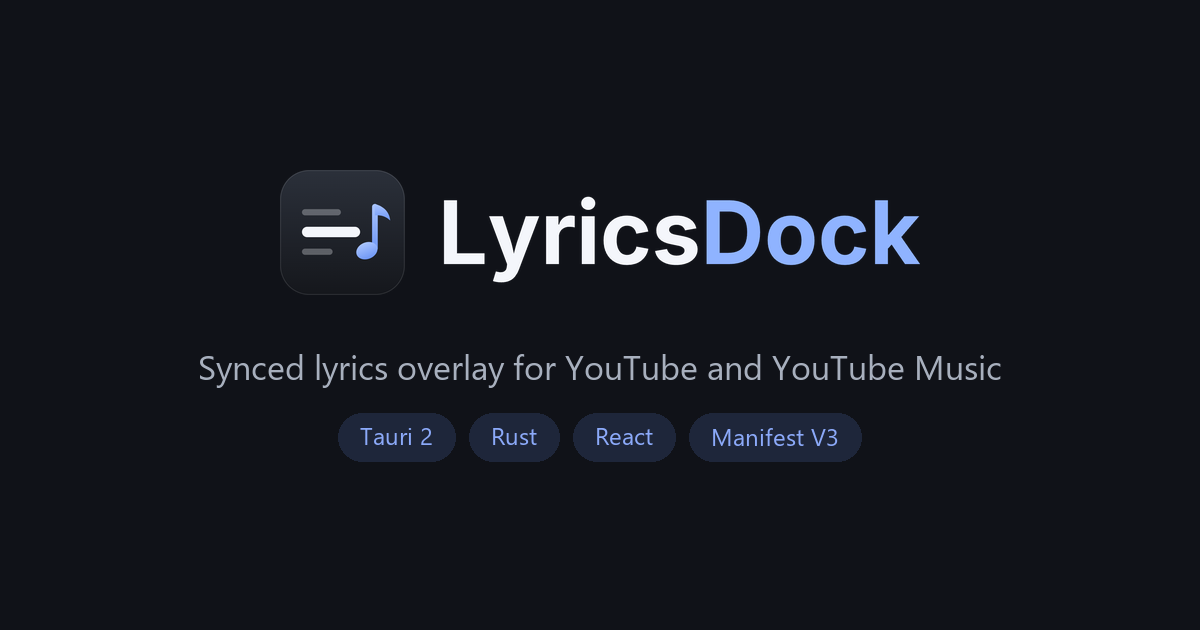 LyricsDock
Synced lyrics overlay for YouTube and YouTube Music
Tauri 2 Rust React Manifest V3